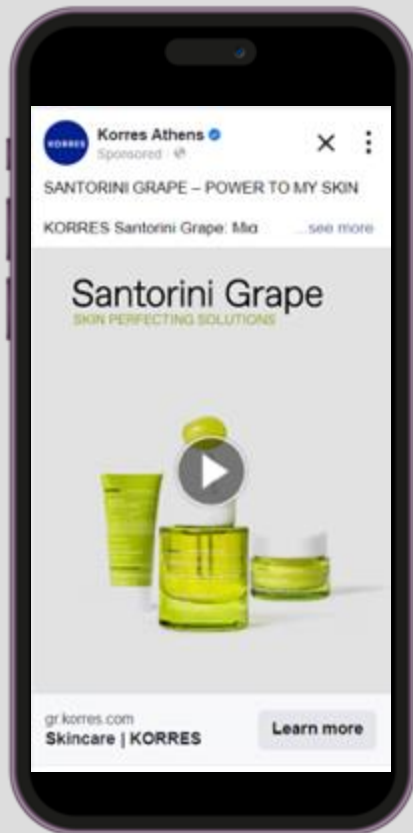 KORRES
Korres Athens
Sponsored
SANTORINI GRAPE – POWER TO MY SKIN
KORRES Santorini Grape: Μια ...see more
Santorini Grape
SKIN PERFECTING SOLUTIONS
gr.korres.com
Skincare | KORRES
Learn more